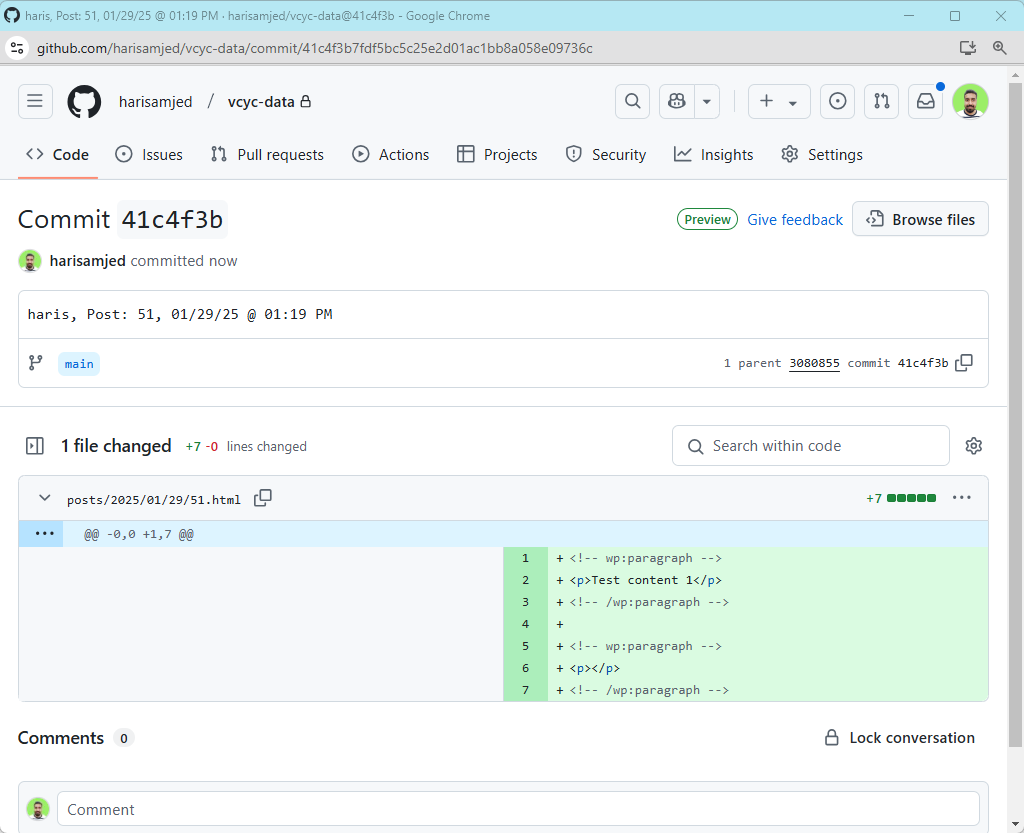 haris, Post: 51, 01/29/25 @ 01:19 PM · harisamjed/vcyc-data@41c4f3b - Google Chrome
github.com/harisamjed/vcyc-data/commit/41c4f3b7fdf5bc5c25e2d01ac1bb8a058e09736c
harisamjed / vcyc-data
Code Issues Pull requests Actions Projects Security Insights Settings
Commit 41c4f3b
Preview Give feedback Browse files
harisamjed committed now
haris, Post: 51, 01/29/25 @ 01:19 PM
main 1 parent 3080855 commit 41c4f3b
1 file changed +7 -0 lines changed Search within code
posts/2025/01/29/51.html +7
@@ -0,0 +1,7 @@
1 + <!-- wp:paragraph -->
2 + <p>Test content 1</p>
3 + <!-- /wp:paragraph -->
4 +
5 + <!-- wp:paragraph -->
6 + <p></p>
7 + <!-- /wp:paragraph -->
Comments 0 Lock conversation
Comment